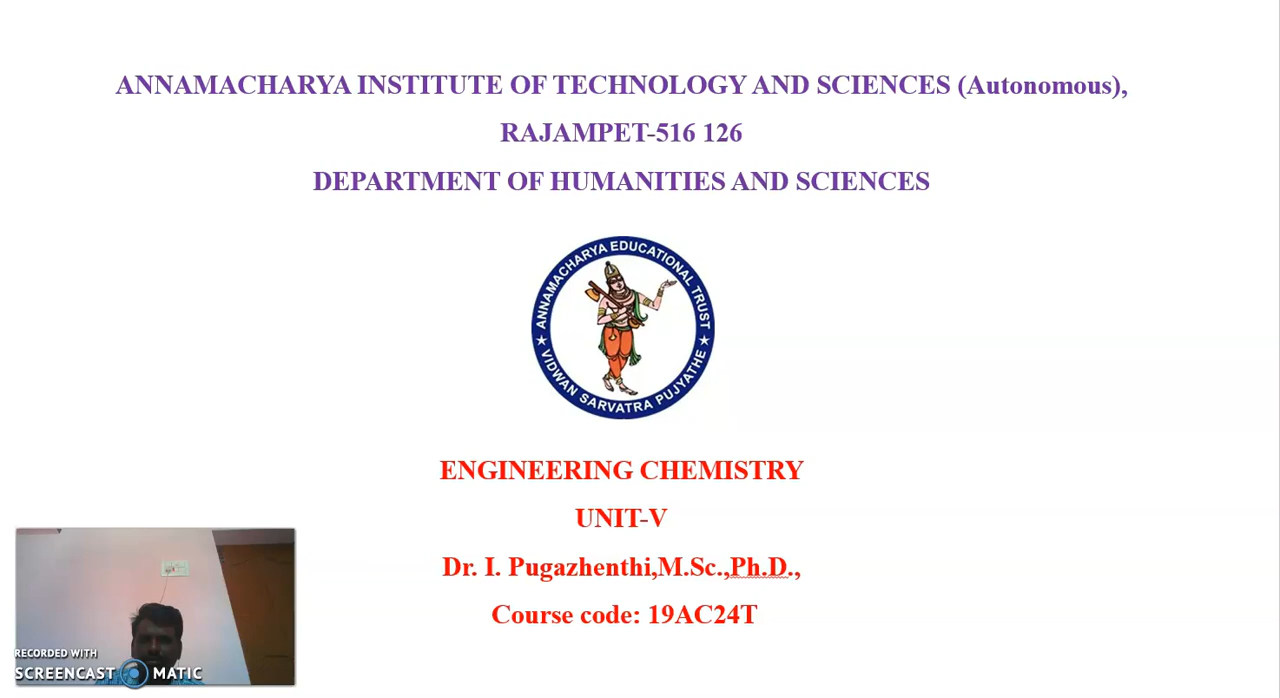 ANNAMACHARYA INSTITUTE OF TECHNOLOGY AND SCIENCES (Autonomous),
RAJAMPET-516 126
DEPARTMENT OF HUMANITIES AND SCIENCES
ANNAMACHARYA EDUCATIONAL TRUST
★ VIDWAN SARVATRA PUJYATHE ★
ENGINEERING CHEMISTRY
UNIT-V
Dr. I. Pugazhenthi,M.Sc.,Ph.D.,
Course code: 19AC24T
RECORDED WITH
SCREENCAST MATIC